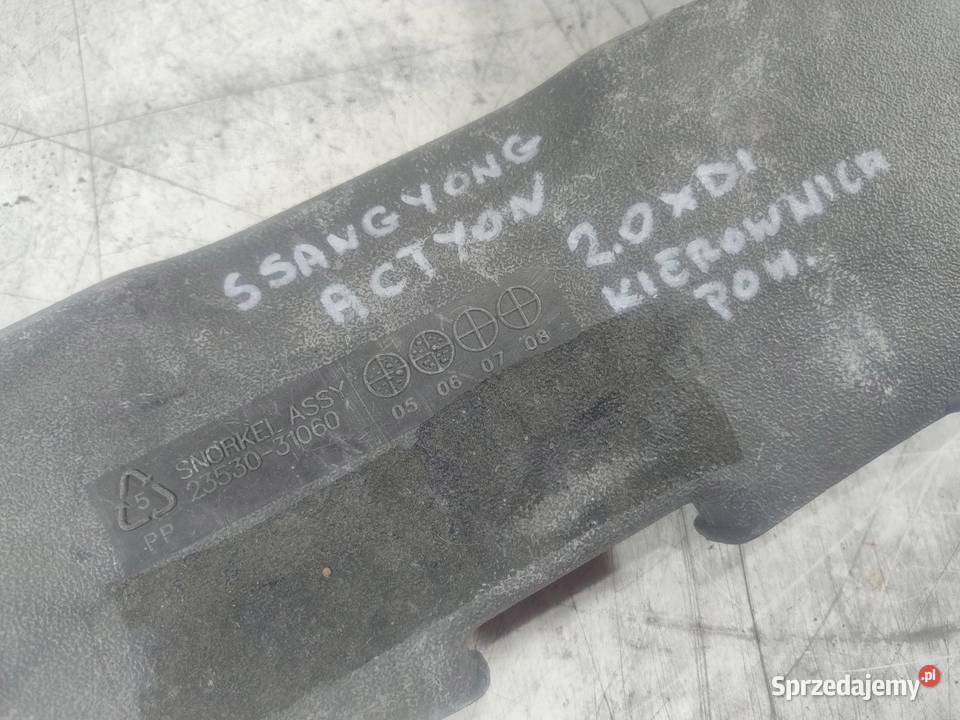 SSANGYONG
ACTYON
2.0 XDI
KIEROWNICA
POW.
SNORKEL ASSY
23530-31060
05 06 07 08
5
PP
Sprzedajemy.pl